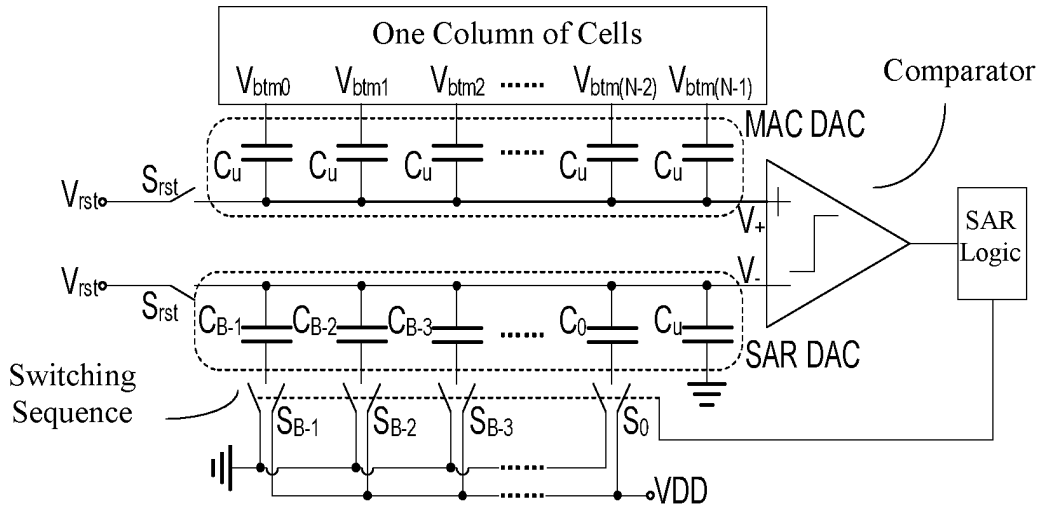 One Column of Cells
Vbtm0 Vbtm1 Vbtm2 ...... Vbtm(N-2) Vbtm(N-1)
Comparator
MAC DAC
Cu Cu Cu ...... Cu Cu
Srst
Vrst
V+
SAR
Logic
V-
Vrst
Srst
CB-1 CB-2 CB-3 ...... C0 Cu
SAR DAC
Switching
Sequence
SB-1 SB-2 SB-3 S0
......
...... VDD